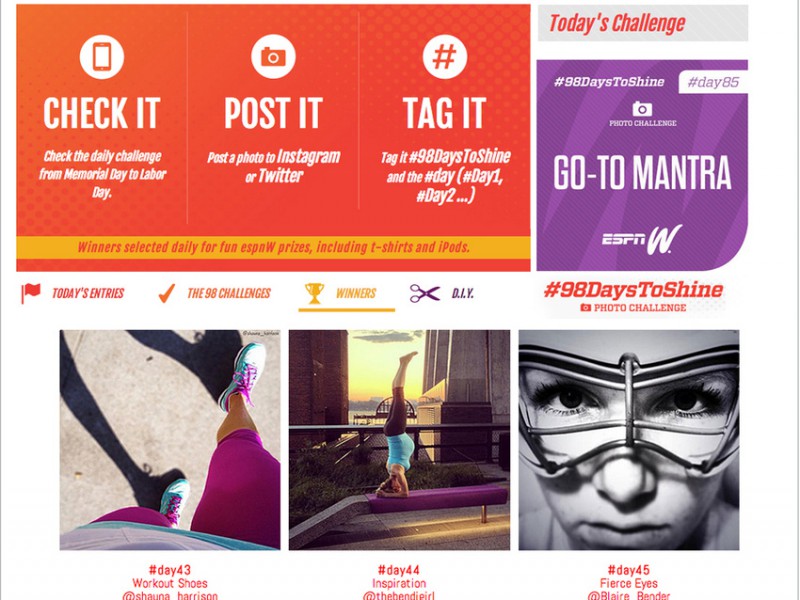 CHECK IT
Check the daily challenge
from Memorial Day to Labor
Day.
POST IT
Post a photo to Instagram
or Twitter
#
TAG IT
Tag it #98DaysToShine
and the #day (#Day1,
#Day2 ...)
Winners selected daily for fun espnW prizes, including t-shirts and iPods.
Today's Challenge
#98DaysToShine
#day85
PHOTO CHALLENGE
GO-TO MANTRA
ESPN W.
TODAY'S ENTRIES
THE 98 CHALLENGES
WINNERS
D.I.Y.
#98DaysToShine
PHOTO CHALLENGE
#day43
Workout Shoes
@shauna_harrison
#day44
Inspiration
@thebendigirl
#day45
Fierce Eyes
@Blaire_Bender